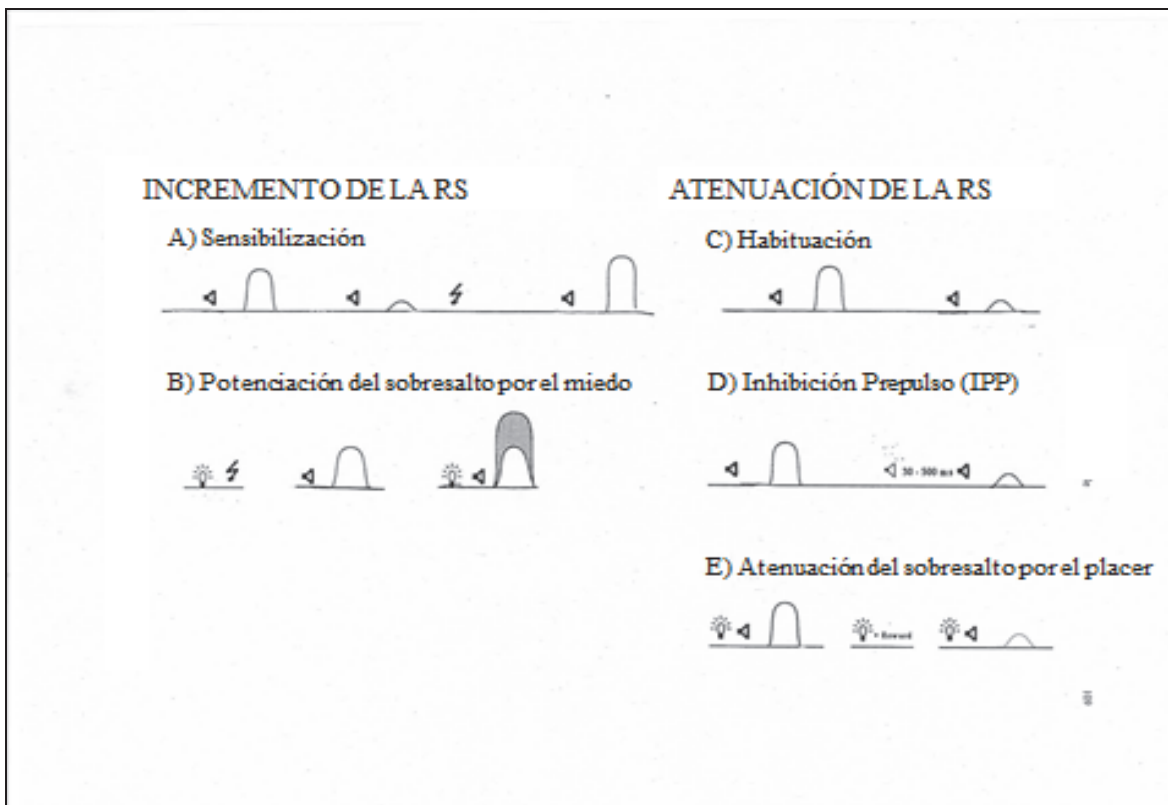 INCREMENTO DE LA RS
A) Sensibilización
B) Potenciación del sobresalto por el miedo
ATENUACIÓN DE LA RS
C) Habituación
D) Inhibición Prepulso (IPP)
30 - 500 ms
E) Atenuación del sobresalto por el placer
= Reward